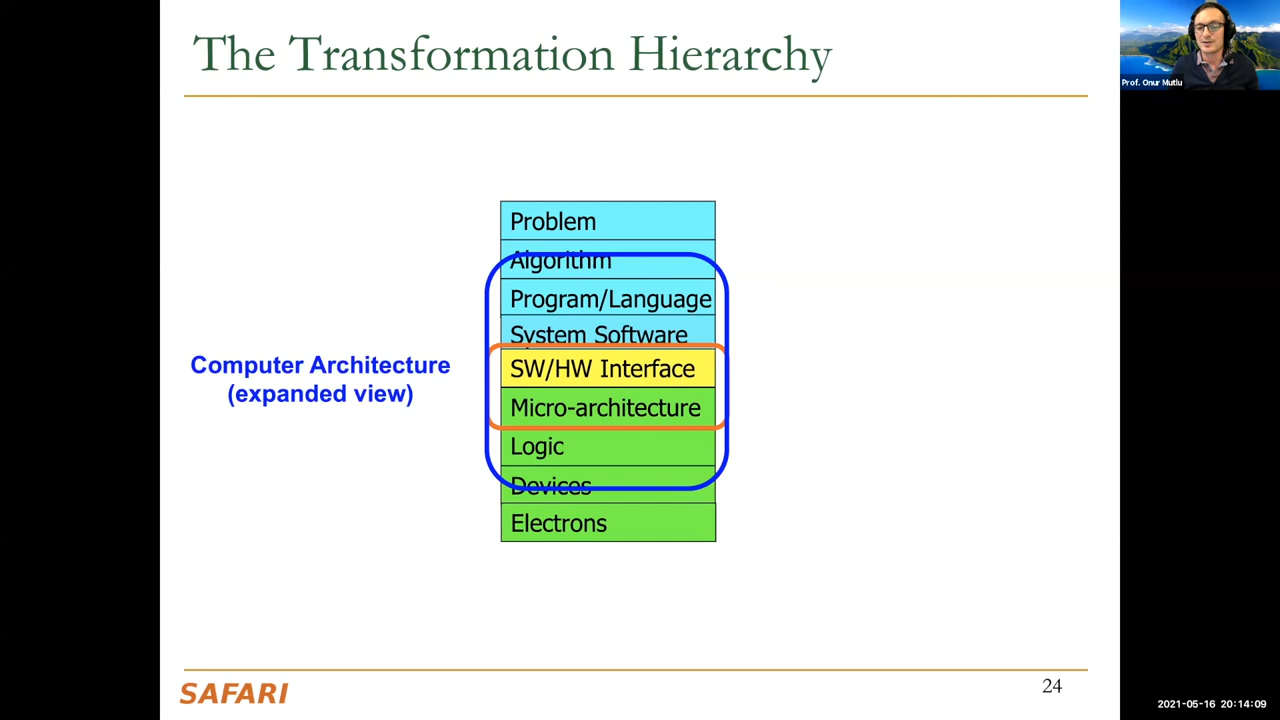 The Transformation Hierarchy
Prof. Onur Mutlu
Problem
Algorithm
Program/Language
System Software
SW/HW Interface
Micro-architecture
Logic
Devices
Electrons
Computer Architecture
(expanded view)
SAFARI
24
2021-05-16 20:14:09